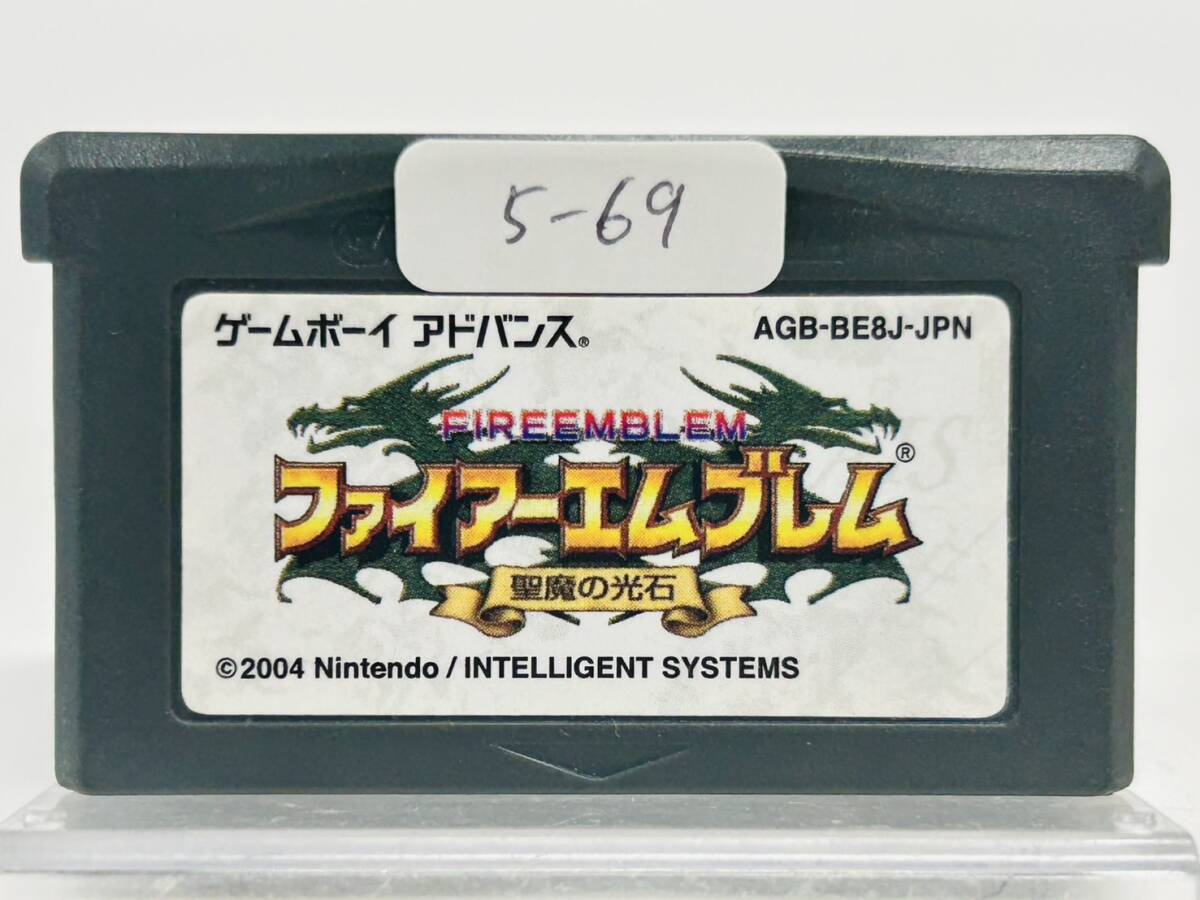 5-69
ゲームボーイ アドバンス®
AGB-BE8J-JPN
FIREEMBLEM
ファイアーエムブレム®
聖魔の光石
©2004 Nintendo / INTELLIGENT SYSTEMS